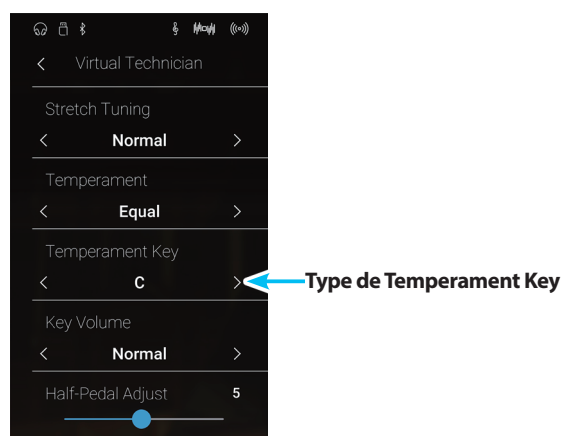 Virtual Technician
Stretch Tuning
Normal
Temperament
Equal
Temperament Key
C
Type de Temperament Key
Key Volume
Normal
Half-Pedal Adjust 5